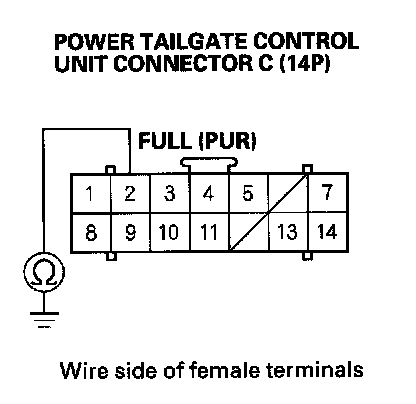 POWER TAILGATE CONTROL
UNIT CONNECTOR C (14P)
FULL (PUR)
1 2 3 4 5 7
8 9 10 11 13 14
Ω
Wire side of female terminals